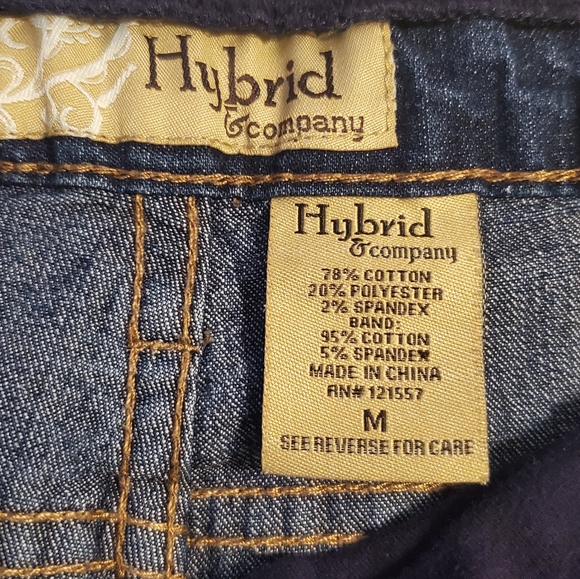 Hybrid
& company
Hybrid
& company
78% COTTON
20% POLYESTER
2% SPANDEX
BAND:
95% COTTON
5% SPANDEX
MADE IN CHINA
RN# 121557
M
SEE REVERSE FOR CARE